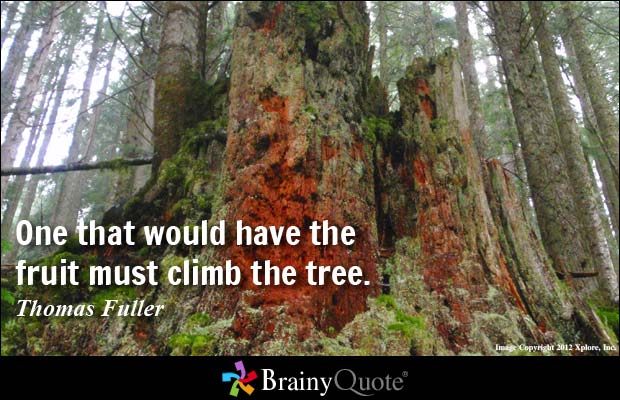 One that would have the
fruit must climb the tree.
Thomas Fuller
Image Copyright 2012 Xplore, Inc.
BrainyQuote®